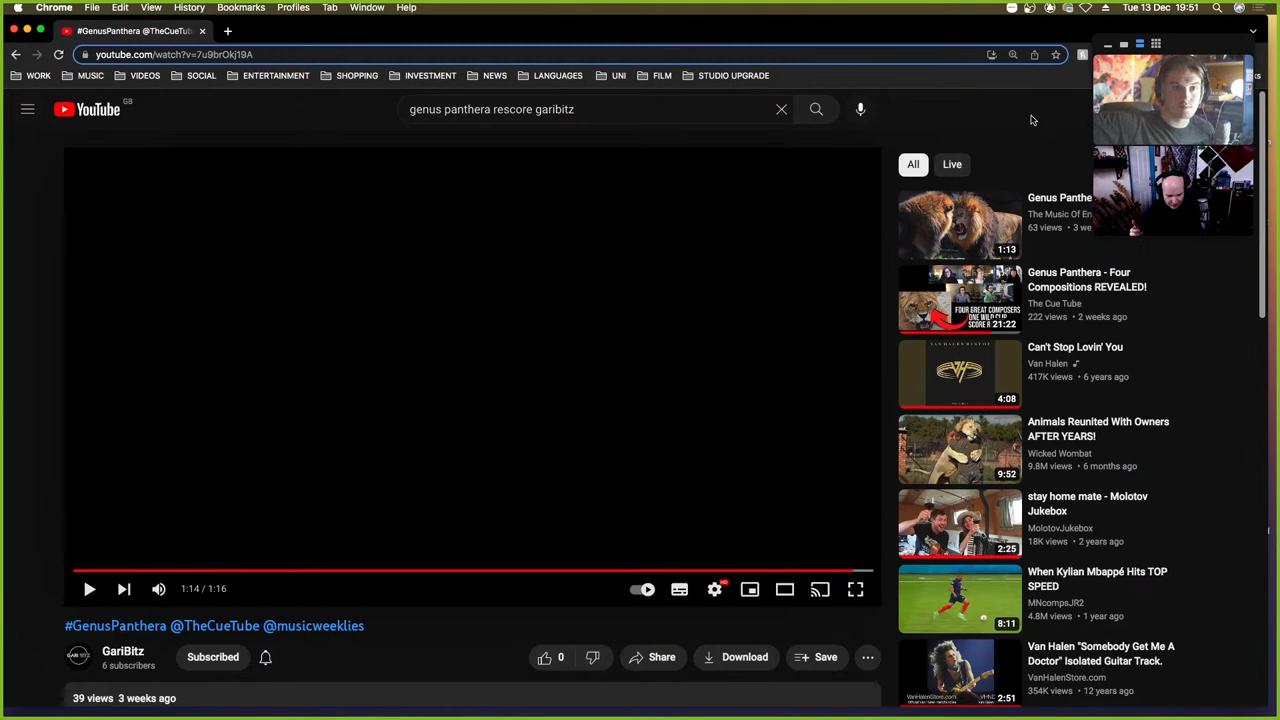 Chrome File Edit View History Bookmarks Profiles Tab Window Help Tue 13 Dec 19:51
#GenusPanthera @TheCueTub
youtube.com/watch?v=7u9brOkj19A
WORK MUSIC VIDEOS SOCIAL ENTERTAINMENT SHOPPING INVESTMENT NEWS LANGUAGES UNI FILM STUDIO UPGRADE
YouTube GB
genus panthera rescore garibitz
All Live
Genus Panthe
The Music Of En
63 views • 3 we
1:13
Genus Panthera - Four
Compositions REVEALED!
The Cue Tube
222 views • 2 weeks ago
FOUR GREAT COMPOSERS
ONE WILD CLIP
SCORE R
21:22
Can't Stop Lovin' You
Van Halen
417K views • 6 years ago
4:08
Animals Reunited With Owners
AFTER YEARS!
Wicked Wombat
9.8M views • 6 months ago
9:52
stay home mate - Molotov
Jukebox
MolotovJukebox
18K views • 2 years ago
2:25
When Kylian Mbappé Hits TOP
SPEED
MNcompsJR2
4.8M views • 1 year ago
8:11
Van Halen "Somebody Get Me A
Doctor" Isolated Guitar Track.
VanHalenStore.com
354K views • 12 years ago
2:51
1:14 / 1:16
HD
#GenusPanthera @TheCueTube @musicweeklies
GariBitz
6 subscribers
Subscribed
0
Share
Download
Save
39 views 3 weeks ago